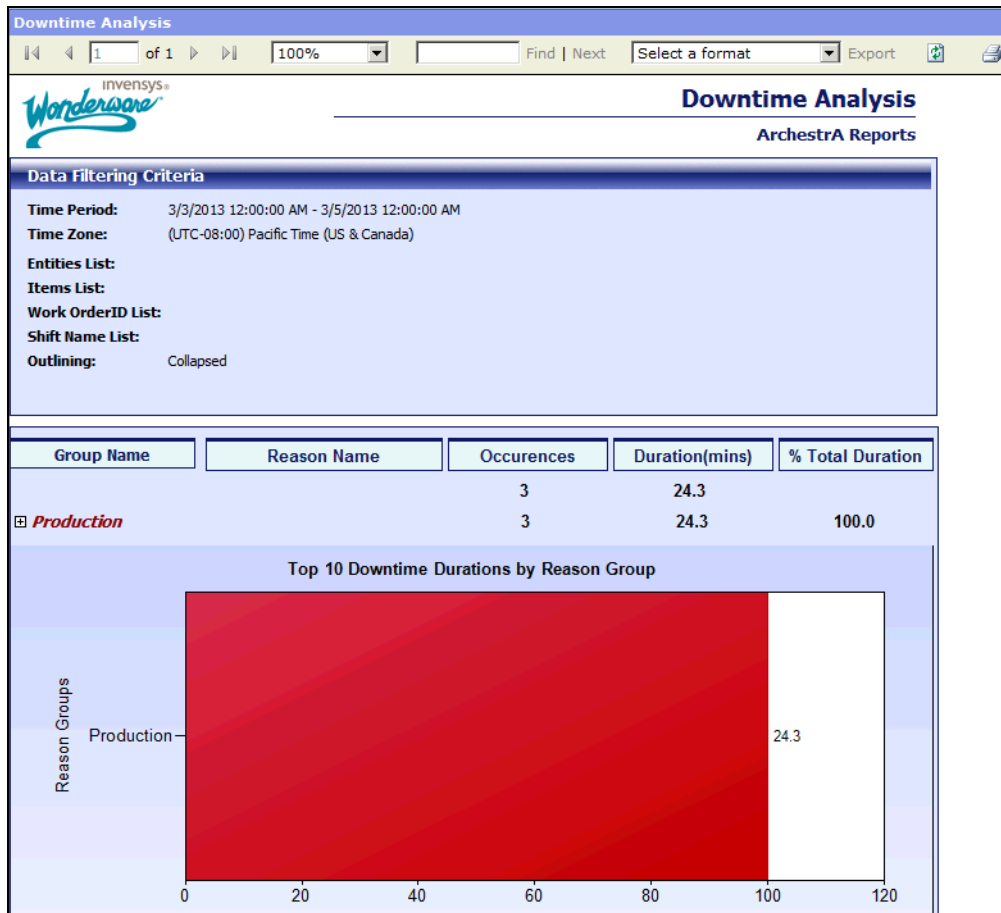 Downtime Analysis
1 of 1 100% Find | Next Select a format Export
invensys®
Wonderware
Downtime Analysis
ArchestrA Reports
Data Filtering Criteria
Time Period: 3/3/2013 12:00:00 AM - 3/5/2013 12:00:00 AM
Time Zone: (UTC-08:00) Pacific Time (US & Canada)
Entities List:
Items List:
Work OrderID List:
Shift Name List:
Outlining: Collapsed
Group Name Reason Name Occurences Duration(mins) % Total Duration
3 24.3
Production 3 24.3 100.0
Top 10 Downtime Durations by Reason Group
Reason Groups
Production
24.3
0 20 40 60 80 100 120